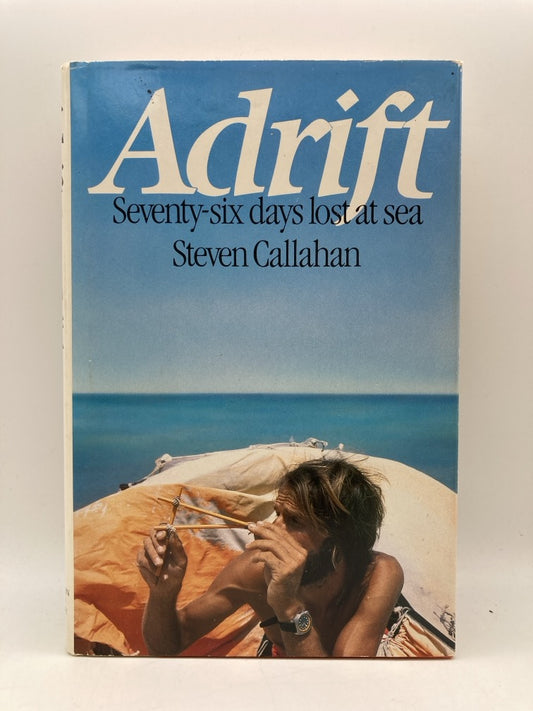 Adrift
Seventy-six days lost at sea
Steven Callahan